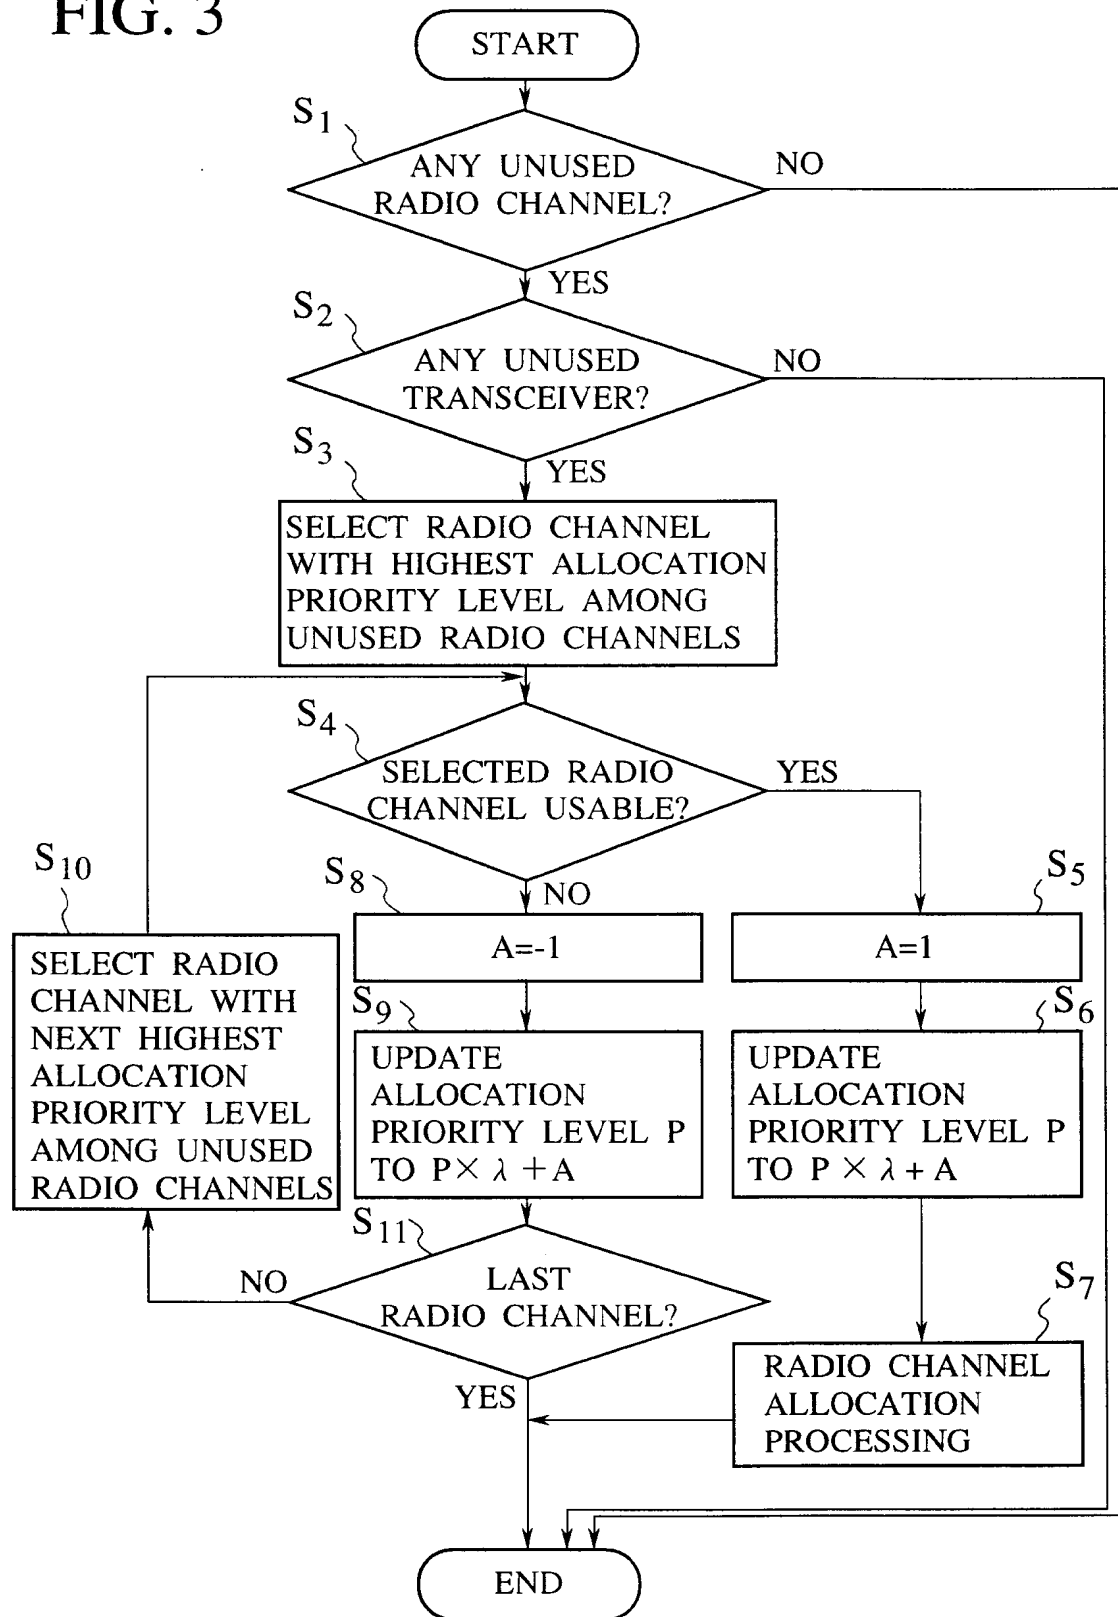 FIG. 3
START
S1
ANY UNUSED
RADIO CHANNEL?
NO
YES
S2
ANY UNUSED
TRANSCEIVER?
NO
YES
S3
SELECT RADIO CHANNEL
WITH HIGHEST ALLOCATION
PRIORITY LEVEL AMONG
UNUSED RADIO CHANNELS
S4
SELECTED RADIO
CHANNEL USABLE?
YES
NO
S10
SELECT RADIO
CHANNEL WITH
NEXT HIGHEST
ALLOCATION
PRIORITY LEVEL
AMONG UNUSED
RADIO CHANNELS
S8
A=-1
S5
A=1
S9
UPDATE
ALLOCATION
PRIORITY LEVEL P
TO P× λ +A
S6
UPDATE
ALLOCATION
PRIORITY LEVEL P
TO P × λ + A
S11
LAST
RADIO CHANNEL?
NO
YES
S7
RADIO CHANNEL
ALLOCATION
PROCESSING
END